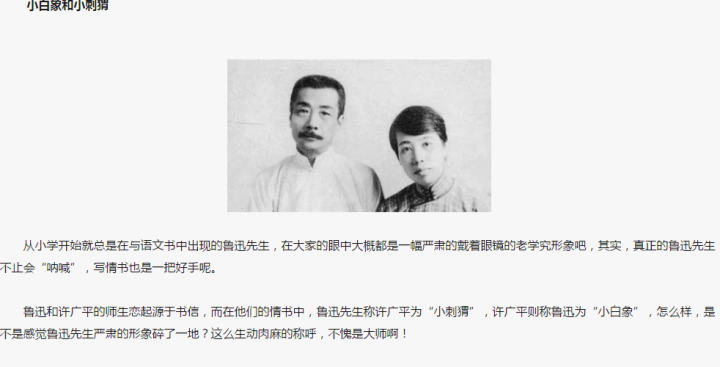 小白象和小刺猬
从小学开始就总是在与语文书中出现的鲁迅先生，在大家的眼中大概都是一幅严肃的戴着眼镜的老学究形象吧，其实，真正的鲁迅先生
不止会“呐喊”，写情书也是一把好手呢。
鲁迅和许广平的师生恋起源于书信，而在他们的情书中，鲁迅先生称许广平为“小刺猬”，许广平则称鲁迅为“小白象”，怎么样，是
不是感觉鲁迅先生严肃的形象碎了一地？这么生动肉麻的称呼，不愧是大师啊！